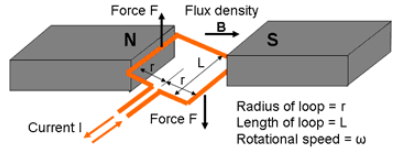 Force F
Flux density
N
B
S
L
r
r
Force F
Current I
Radius of loop = r
Length of loop = L
Rotational speed = ω